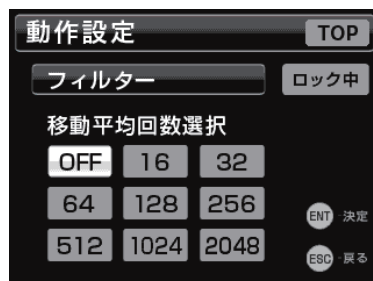 動作設定 TOP
フィルター ロック中
移動平均回数選択
OFF 16 32
64 128 256
ENT - 決定
512 1024 2048
ESC - 戻る